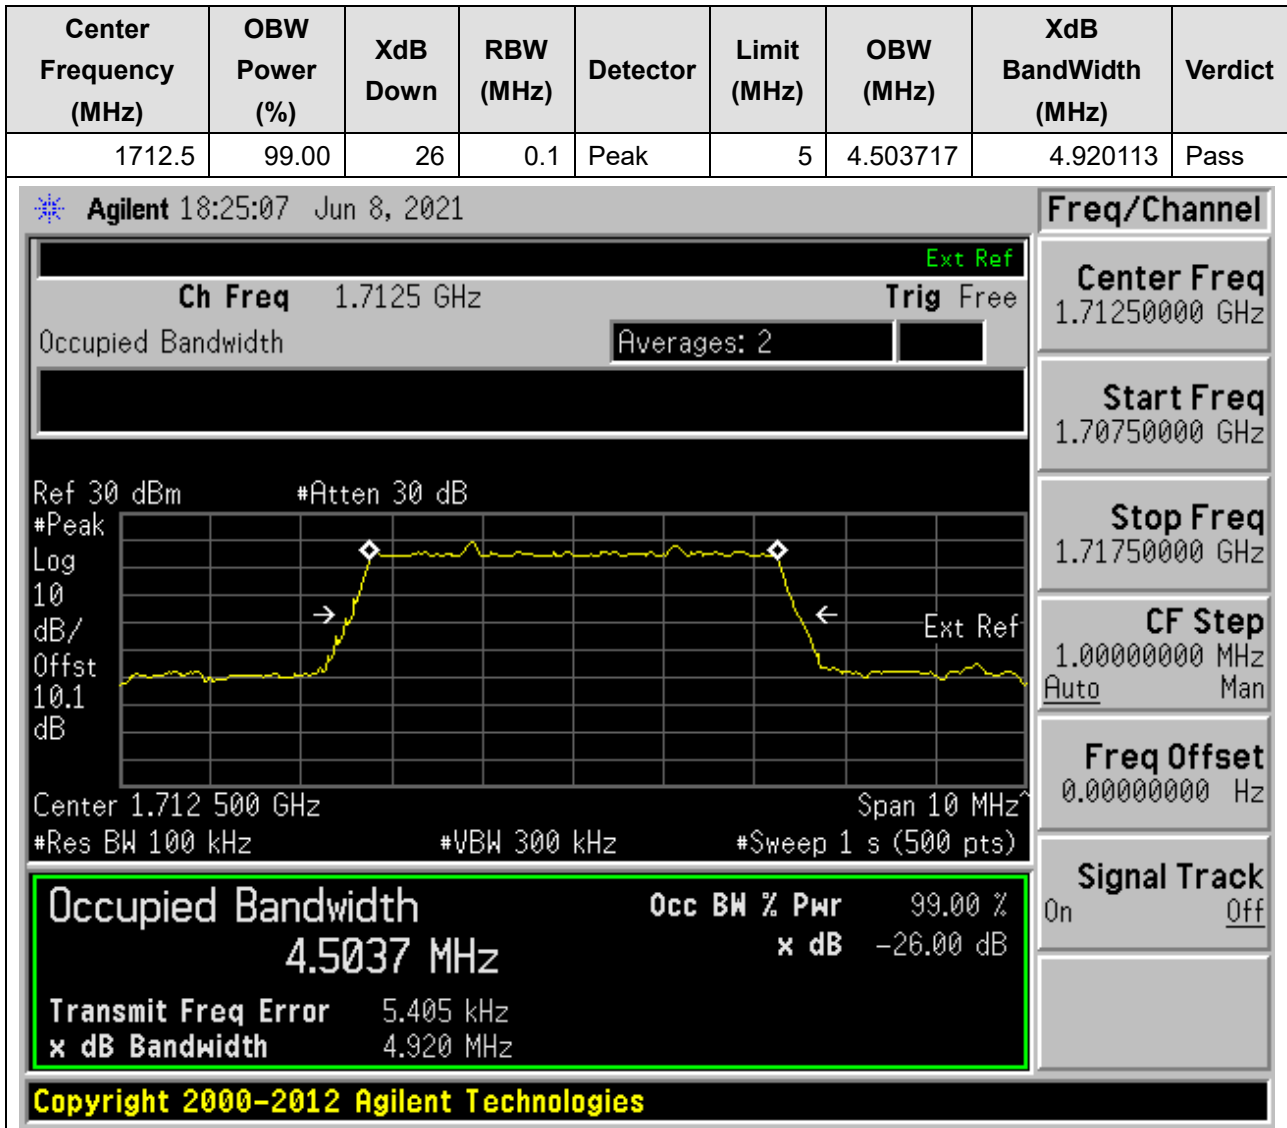 Center Frequency (MHz) OBW Power (%) XdB Down RBW (MHz) Detector Limit (MHz) OBW (MHz) XdB BandWidth (MHz) Verdict
1712.5 99.00 26 0.1 Peak 5 4.503717 4.920113 Pass
Agilent 18:25:07 Jun 8, 2021
Freq/Channel
Ext Ref
Ch Freq 1.7125 GHz Trig Free
Occupied Bandwidth Averages: 2
Center Freq
1.71250000 GHz
Start Freq
1.70750000 GHz
Stop Freq
1.71750000 GHz
CF Step
1.00000000 MHz
Auto Man
Freq Offset
0.00000000 Hz
Signal Track
On Off
Ref 30 dBm #Atten 30 dB
#Peak
Log
10
dB/
Offst
10.1
dB
Ext Ref
Center 1.712 500 GHz Span 10 MHz^
#Res BW 100 kHz #VBW 300 kHz #Sweep 1 s (500 pts)
Occupied Bandwidth Occ BW % Pwr 99.00 %
4.5037 MHz x dB -26.00 dB
Transmit Freq Error 5.405 kHz
x dB Bandwidth 4.920 MHz
Copyright 2000-2012 Agilent Technologies